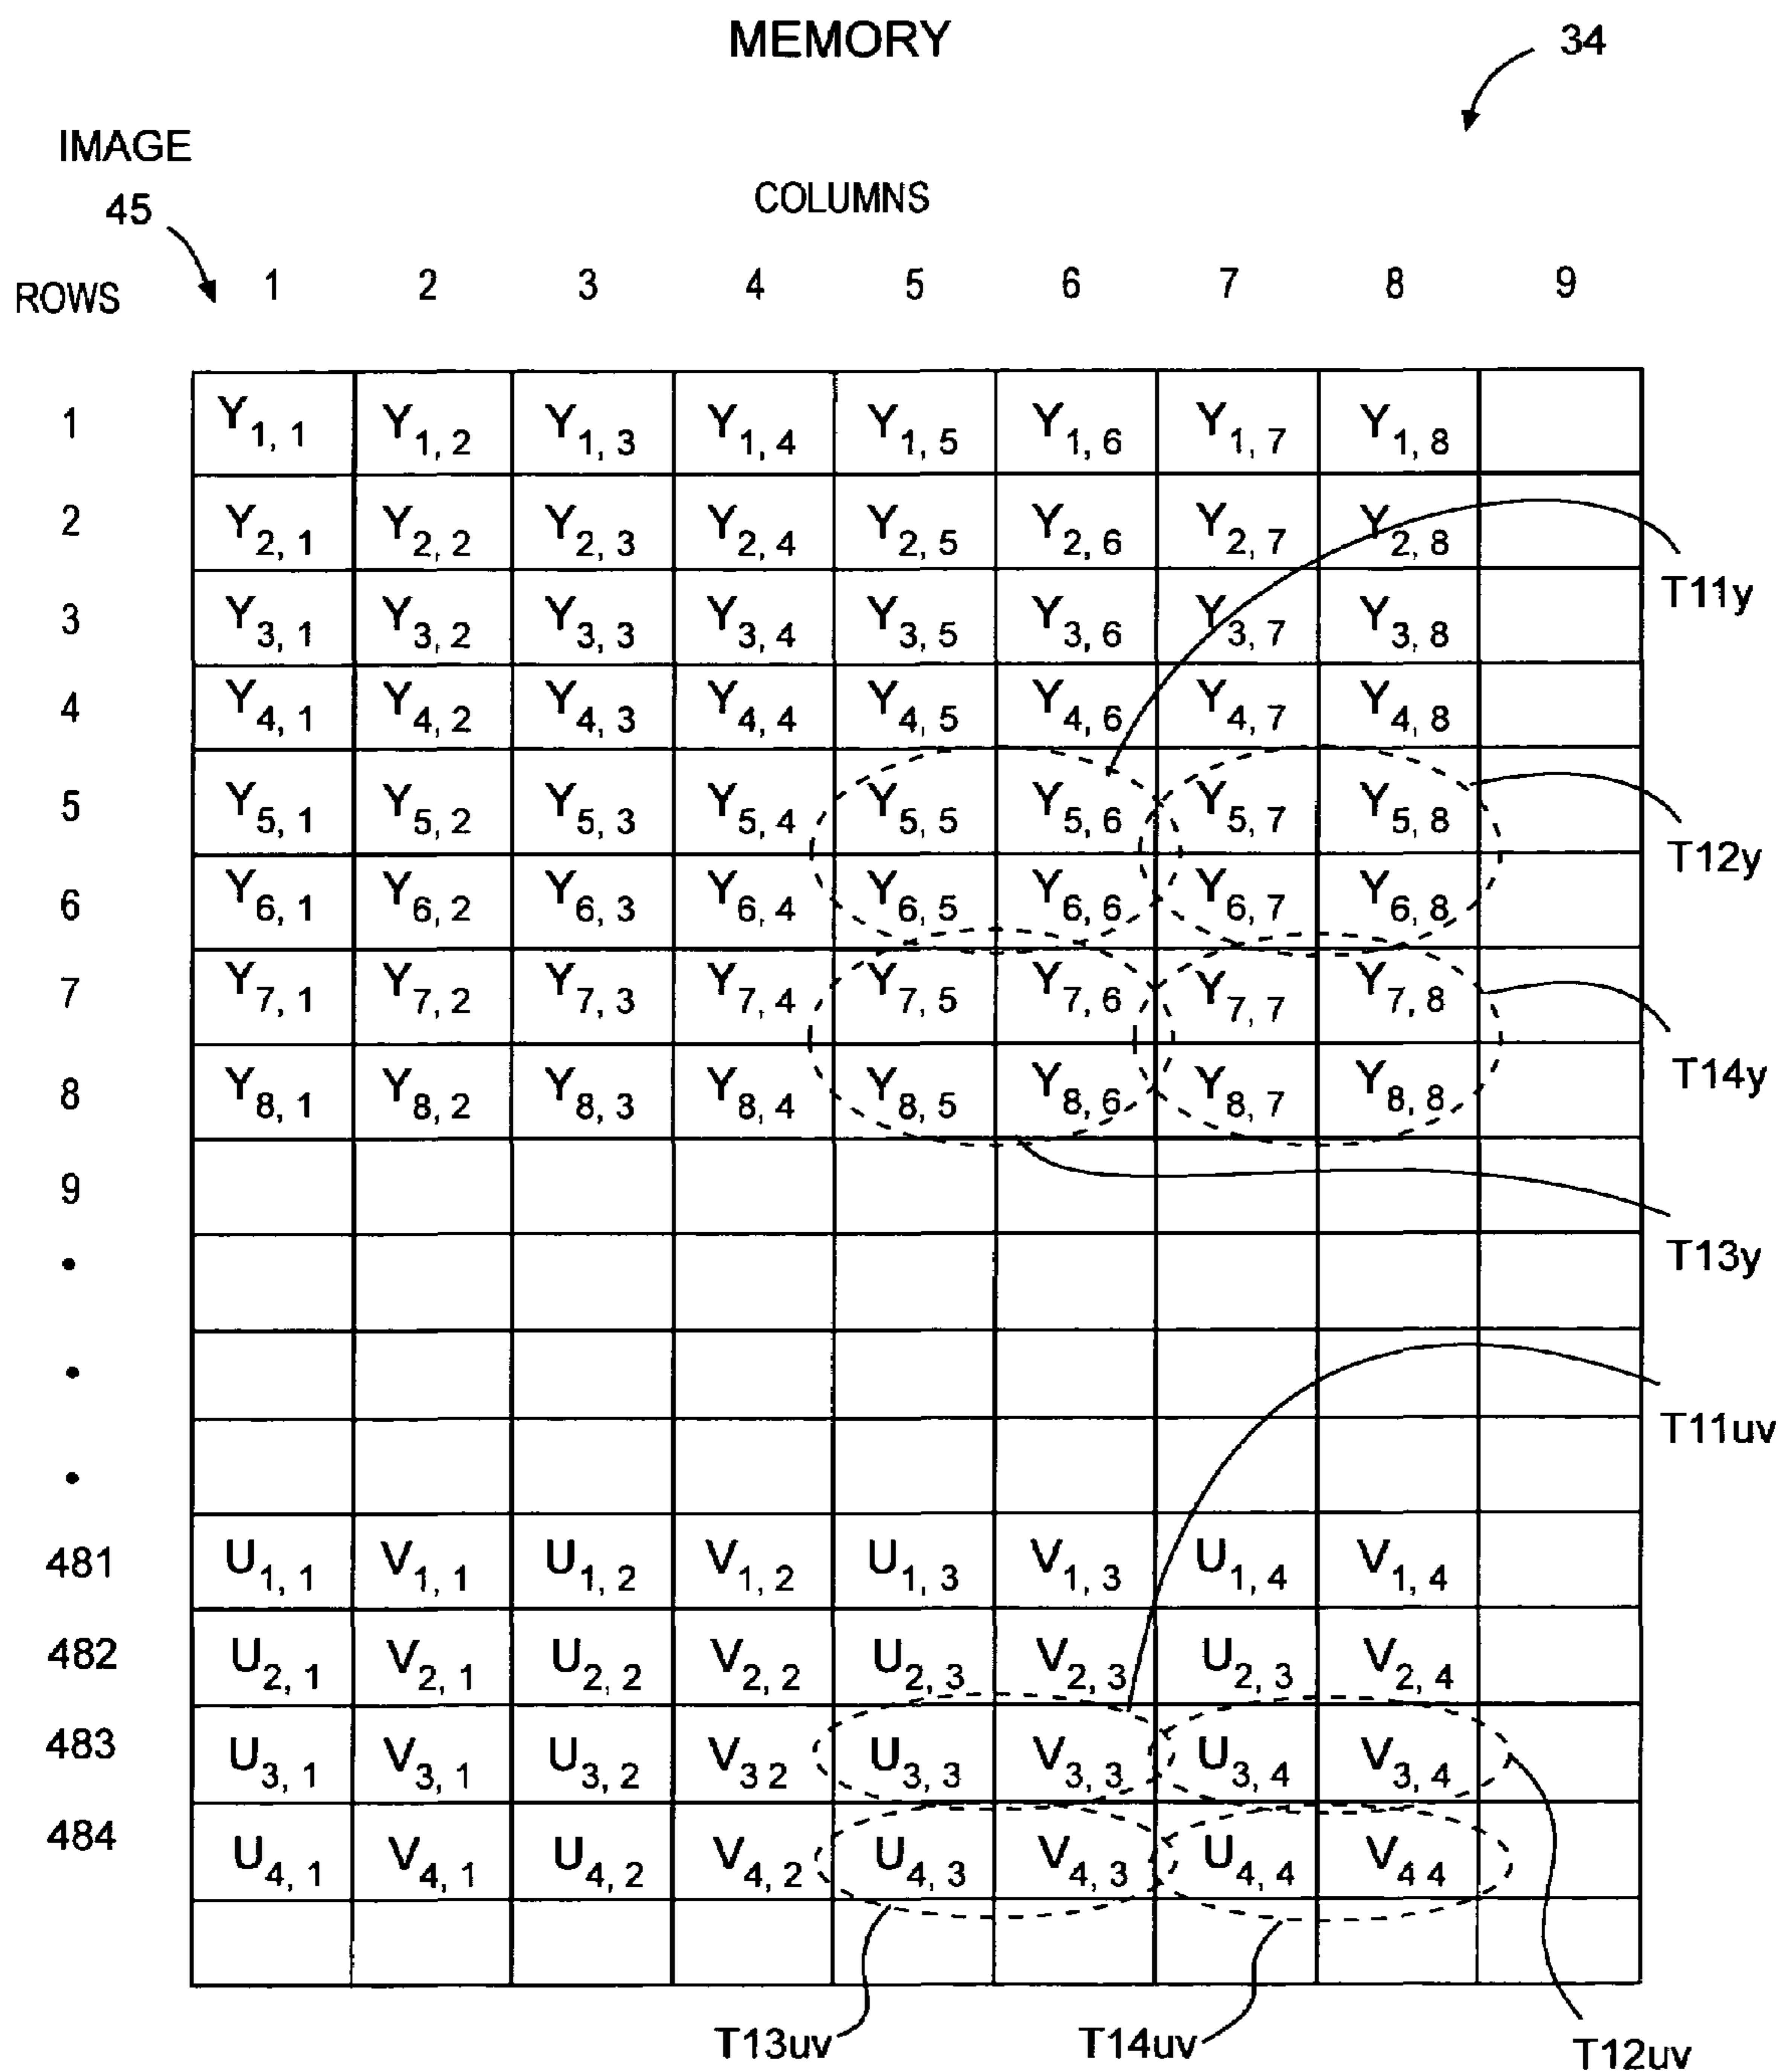 MEMORY
34
IMAGE
45
COLUMNS
ROWS 1 2 3 4 5 6 7 8 9
1 Y1, 1 Y1, 2 Y1, 3 Y1, 4 Y1, 5 Y1, 6 Y1, 7 Y1, 8
2 Y2, 1 Y2, 2 Y2, 3 Y2, 4 Y2, 5 Y2, 6 Y2, 7 Y2, 8
T11y
3 Y3, 1 Y3, 2 Y3, 3 Y3, 4 Y3, 5 Y3, 6 Y3, 7 Y3, 8
4 Y4, 1 Y4, 2 Y4, 3 Y4, 4 Y4, 5 Y4, 6 Y4, 7 Y4, 8
5 Y5, 1 Y5, 2 Y5, 3 Y5, 4 Y5, 5 Y5, 6 Y5, 7 Y5, 8
T12y
6 Y6, 1 Y6, 2 Y6, 3 Y6, 4 Y6, 5 Y6, 6 Y6, 7 Y6, 8
7 Y7, 1 Y7, 2 Y7, 3 Y7, 4 Y7, 5 Y7, 6 Y7, 7 Y7, 8
T14y
8 Y8, 1 Y8, 2 Y8, 3 Y8, 4 Y8, 5 Y8, 6 Y8, 7 Y8, 8
9
T13y
•
•
T11uv
•
481 U1, 1 V1, 1 U1, 2 V1, 2 U1, 3 V1, 3 U1, 4 V1, 4
482 U2, 1 V2, 1 U2, 2 V2, 2 U2, 3 V2, 3 U2, 3 V2, 4
483 U3, 1 V3, 1 U3, 2 V3 2 U3, 3 V3, 3 U3, 4 V3, 4
484 U4, 1 V4, 1 U4, 2 V4, 2 U4, 3 V4, 3 U4, 4 V4 4
T13uv T14uv T12uv